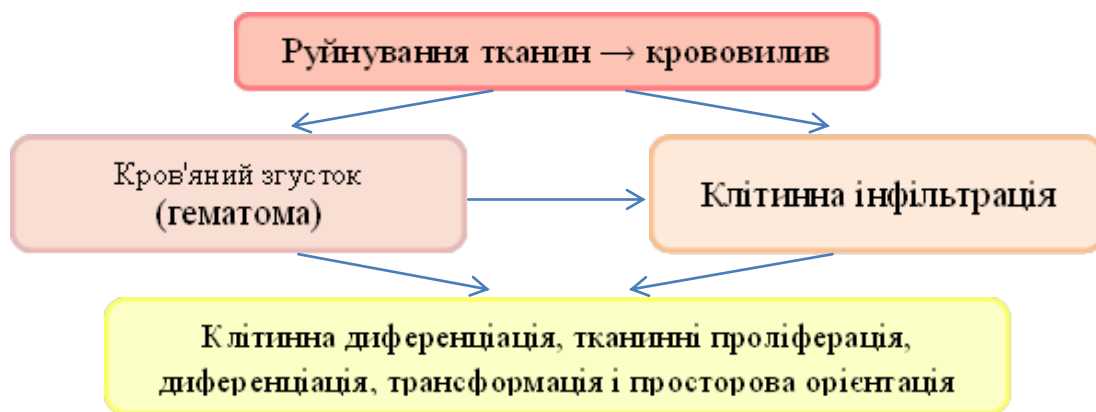 Руйнування тканин → крововилив
Кров'яний згусток
(гематома)
Клітинна інфільтрація
Клітинна диференціація, тканинні проліферація,
диференціація, трансформація і просторова орієнтація